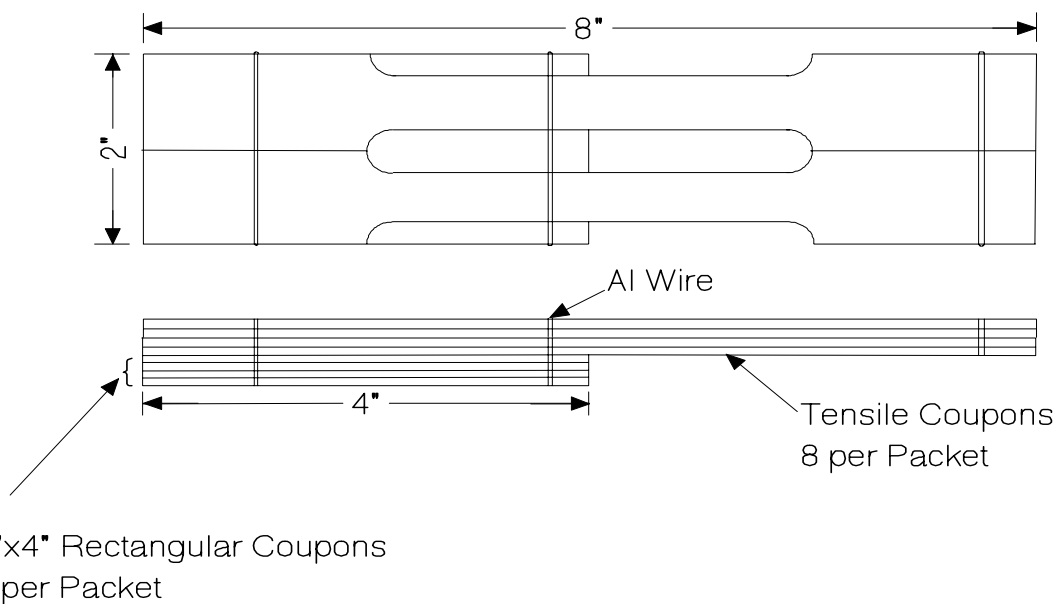 8"
2"
Al Wire
4"
Tensile Coupons
8 per Packet
"x4" Rectangular Coupons
per Packet